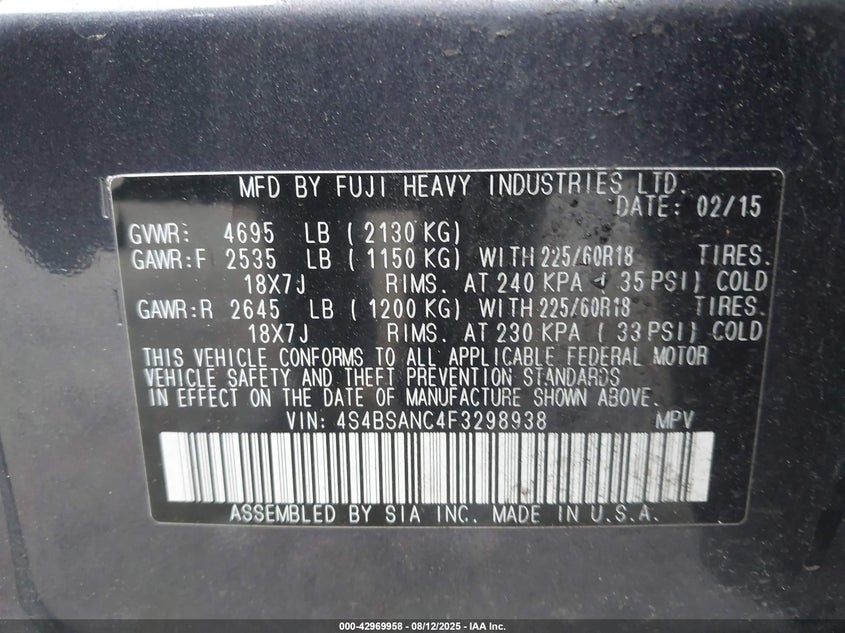 MFD BY FUJI HEAVY INDUSTRIES LTD.
DATE: 02/15
GVWR: 4695 LB ( 2130 KG)
GAWR:F 2535 LB ( 1150 KG) WITH 225/60R18 TIRES.
18X7J RIMS. AT 240 KPA ( 35 PSI) COLD
GAWR:R 2645 LB ( 1200 KG) WITH 225/60R18 TIRES.
18X7J RIMS. AT 230 KPA ( 33 PSI) COLD
THIS VEHICLE CONFORMS TO ALL APPLICABLE FEDERAL MOTOR
VEHICLE SAFETY AND THEFT PREVENTION STANDARDS
IN EFFECT ON THE DATE OF MANUFACTURE SHOWN ABOVE.
VIN: 4S4BSANC4F3298938 MPV
ASSEMBLED BY SIA INC. MADE IN U.S.A.
000-42969958 - 08/12/2025 - IAA Inc.